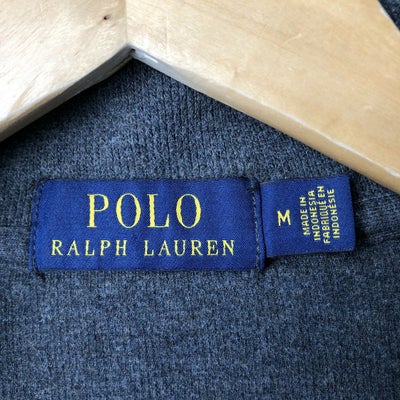 POLO
RALPH LAUREN
M
MADE IN
INDONESIA
FABRIQUÉ EN
INDONÉSIE